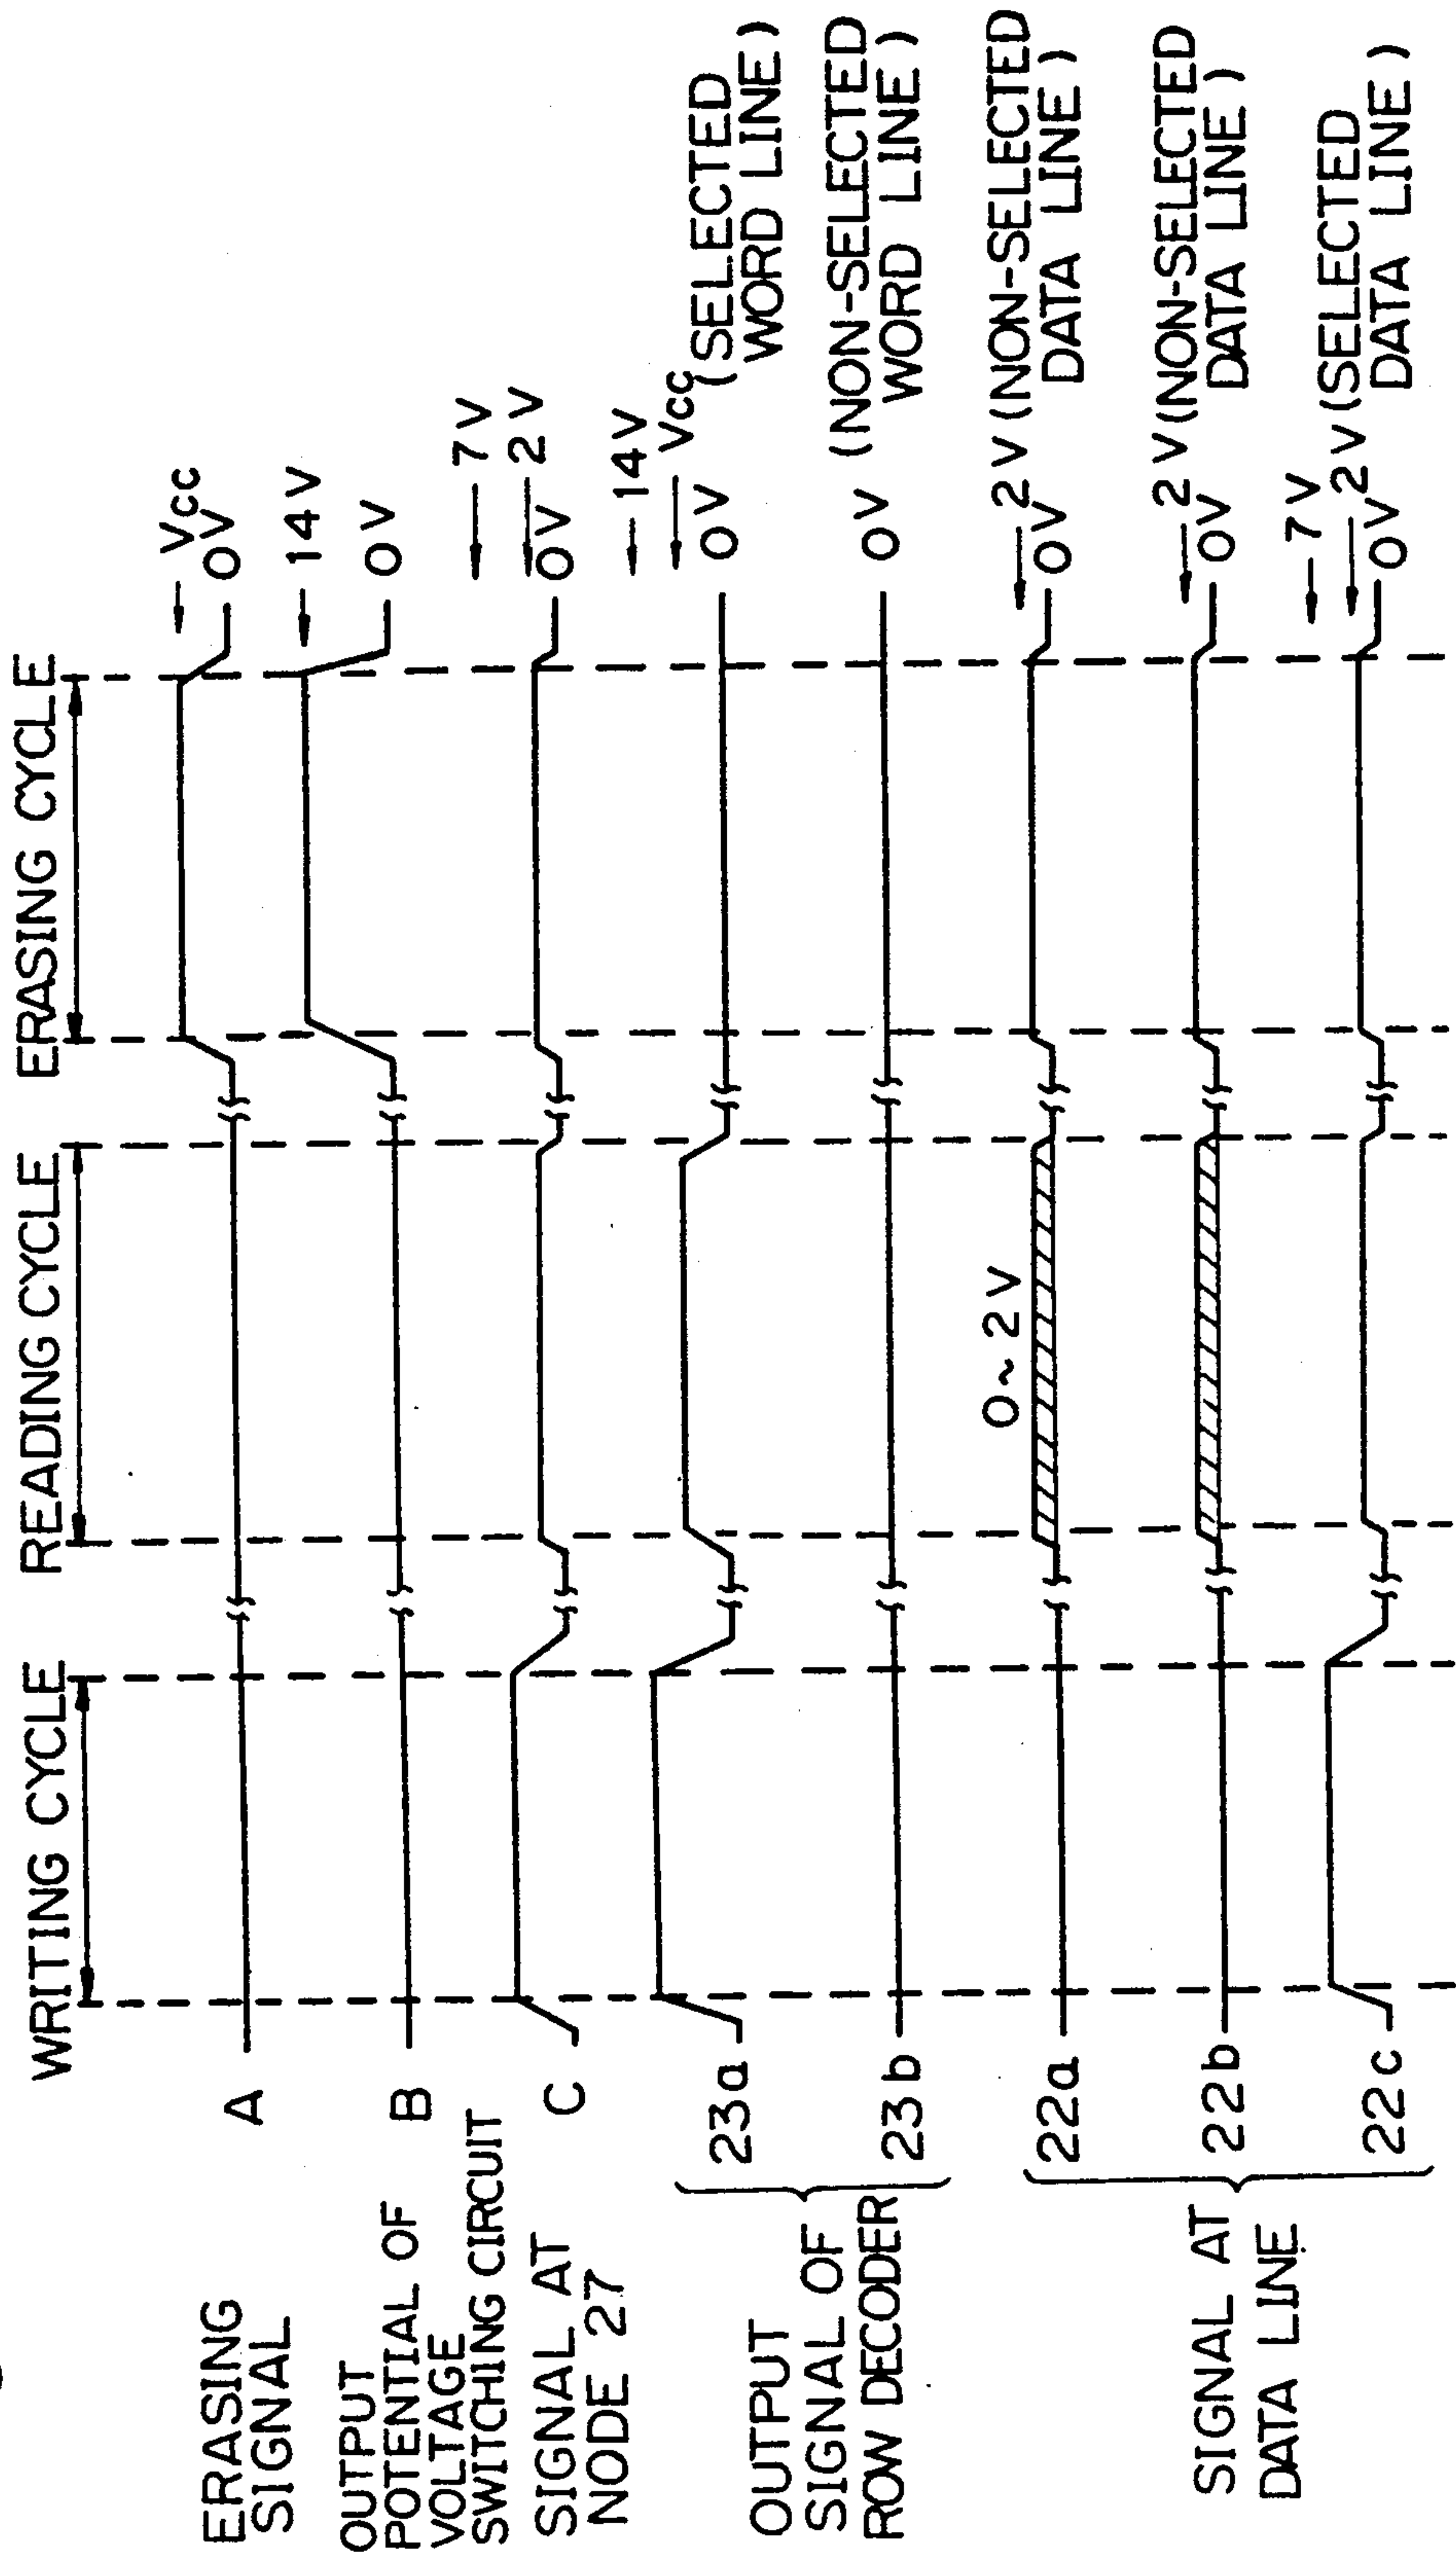 WRITING CYCLE
READING CYCLE
ERASING CYCLE
ERASING
SIGNAL
A
Vcc
0V
OUTPUT
POTENTIAL OF
VOLTAGE
SWITCHING CIRCUIT
B
14V
0V
SIGNAL AT
NODE 27
C
7V
2V
0V
OUTPUT
SIGNAL OF
ROW DECODER
23a
14V
Vcc
0V
(SELECTED
WORD LINE)
23b
0V
(NON-SELECTED
WORD LINE)
SIGNAL AT
DATA LINE
22a
0~2V
2V
0V
(NON-SELECTED
DATA LINE)
22b
2V
0V
(NON-SELECTED
DATA LINE)
22c
7V
2V
0V
(SELECTED
DATA LINE)